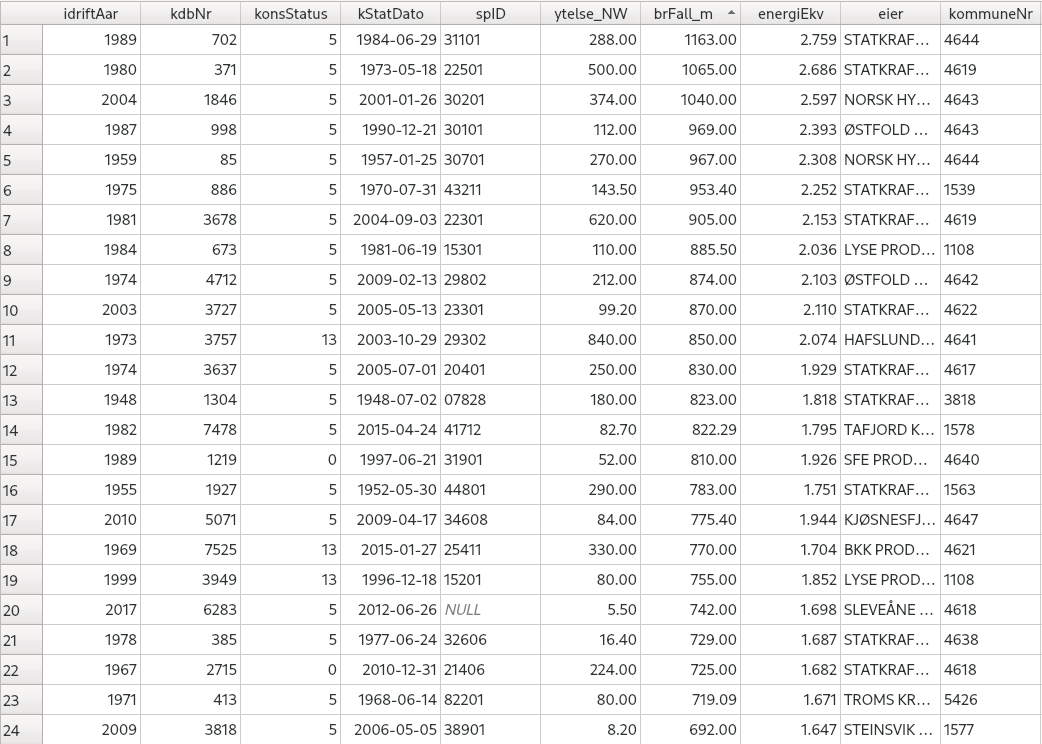 idriftAar kdbNr konsStatus kStatDato spID ytelse_NW brFall_m energiEkv eier kommuneNr
1 1989 702 5 1984-06-29 31101 288.00 1163.00 2.759 STATKRAF... 4644
2 1980 371 5 1973-05-18 22501 500.00 1065.00 2.686 STATKRAF... 4619
3 2004 1846 5 2001-01-26 30201 374.00 1040.00 2.597 NORSK HY... 4643
4 1987 998 5 1990-12-21 30101 112.00 969.00 2.393 ØSTFOLD ... 4643
5 1959 85 5 1957-01-25 30701 270.00 967.00 2.308 NORSK HY... 4644
6 1975 886 5 1970-07-31 43211 143.50 953.40 2.252 STATKRAF... 1539
7 1981 3678 5 2004-09-03 22301 620.00 905.00 2.153 STATKRAF... 4619
8 1984 673 5 1981-06-19 15301 110.00 885.50 2.036 LYSE PROD... 1108
9 1974 4712 5 2009-02-13 29802 212.00 874.00 2.103 ØSTFOLD ... 4642
10 2003 3727 5 2005-05-13 23301 99.20 870.00 2.110 STATKRAF... 4622
11 1973 3757 13 2003-10-29 29302 840.00 850.00 2.074 HAFSLUND... 4641
12 1974 3637 5 2005-07-01 20401 250.00 830.00 1.929 STATKRAF... 4617
13 1948 1304 5 1948-07-02 07828 180.00 823.00 1.818 STATKRAF... 3818
14 1982 7478 5 2015-04-24 41712 82.70 822.29 1.795 TAFJORD K... 1578
15 1989 1219 0 1997-06-21 31901 52.00 810.00 1.926 SFE PROD... 4640
16 1955 1927 5 1952-05-30 44801 290.00 783.00 1.751 STATKRAF... 1563
17 2010 5071 5 2009-04-17 34608 84.00 775.40 1.944 KJØSNESFJ... 4647
18 1969 7525 13 2015-01-27 25411 330.00 770.00 1.704 BKK PROD... 4621
19 1999 3949 13 1996-12-18 15201 80.00 755.00 1.852 LYSE PROD... 1108
20 2017 6283 5 2012-06-26 NULL 5.50 742.00 1.698 SLEVEÅNE ... 4618
21 1978 385 5 1977-06-24 32606 16.40 729.00 1.687 STATKRAF... 4638
22 1967 2715 0 2010-12-31 21406 224.00 725.00 1.682 STATKRAF... 4618
23 1971 413 5 1968-06-14 82201 80.00 719.09 1.671 TROMS KR... 5426
24 2009 3818 5 2006-05-05 38901 8.20 692.00 1.647 STEINSVIK ... 1577